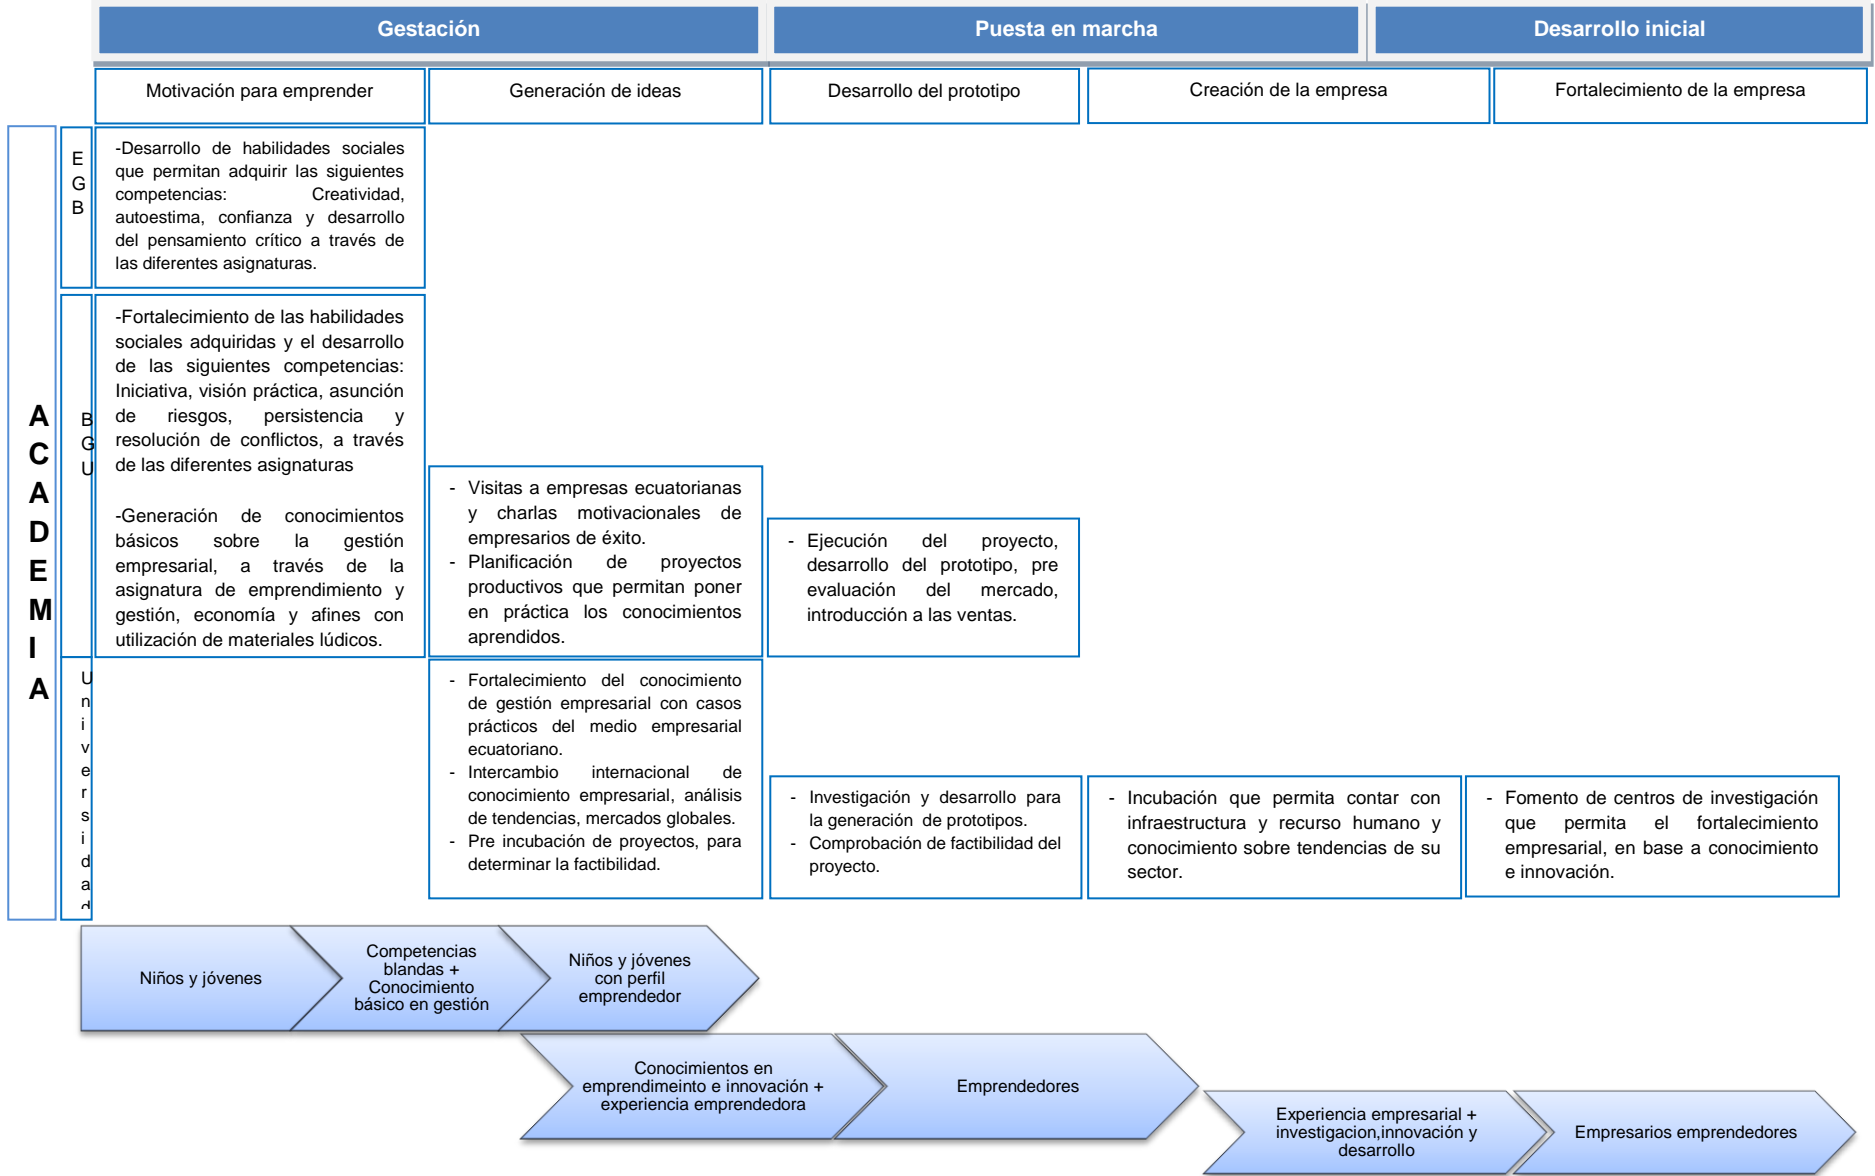 Gestación
Puesta en marcha
Desarrollo inicial
Motivación para emprender
Generación de ideas
Desarrollo del prototipo
Creación de la empresa
Fortalecimiento de la empresa
A
C
A
D
E
M
I
A
E
G
B
-Desarrollo de habilidades sociales
que permitan adquirir las siguientes
competencias: Creatividad,
autoestima, confianza y desarrollo
del pensamiento crítico a través de
las diferentes asignaturas.
B
G
U
-Fortalecimiento de las habilidades
sociales adquiridas y el desarrollo
de las siguientes competencias:
Iniciativa, visión práctica, asunción
de riesgos, persistencia y
resolución de conflictos, a través
de las diferentes asignaturas
-Generación de conocimientos
básicos sobre la gestión
empresarial, a través de la
asignatura de emprendimiento y
gestión, economía y afines con
utilización de materiales lúdicos.
- Visitas a empresas ecuatorianas
y charlas motivacionales de
empresarios de éxito.
- Planificación de proyectos
productivos que permitan poner
en práctica los conocimientos
aprendidos.
- Ejecución del proyecto,
desarrollo del prototipo, pre
evaluación del mercado,
introducción a las ventas.
U
n
i
v
e
r
s
i
d
a
d
- Fortalecimiento del conocimiento
de gestión empresarial con casos
prácticos del medio empresarial
ecuatoriano.
- Intercambio internacional de
conocimiento empresarial, análisis
de tendencias, mercados globales.
- Pre incubación de proyectos, para
determinar la factibilidad.
- Investigación y desarrollo para
la generación de prototipos.
- Comprobación de factibilidad del
proyecto.
- Incubación que permita contar con
infraestructura y recurso humano y
conocimiento sobre tendencias de su
sector.
- Fomento de centros de investigación
que permita el fortalecimiento
empresarial, en base a conocimiento
e innovación.
Niños y jóvenes
Competencias
blandas +
Conocimiento
básico en gestión
Niños y jóvenes
con perfil
emprendedor
Conocimientos en
emprendimeinto e innovación +
experiencia emprendedora
Emprendedores
Experiencia empresarial +
investigacion,innovación y
desarrollo
Empresarios emprendedores